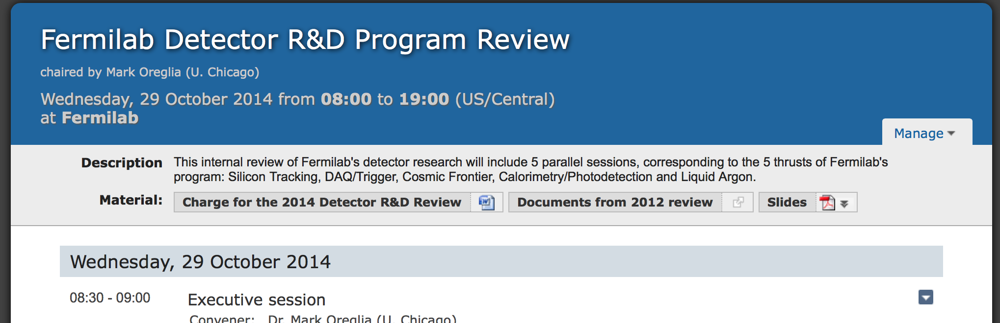 Fermilab Detector R&D Program Review
chaired by Mark Oreglia (U. Chicago)
Wednesday, 29 October 2014 from 08:00 to 19:00 (US/Central)
at Fermilab
Manage
Description This internal review of Fermilab's detector research will include 5 parallel sessions, corresponding to the 5 thrusts of Fermilab's
program: Silicon Tracking, DAQ/Trigger, Cosmic Frontier, Calorimetry/Photodetection and Liquid Argon.
Material: Charge for the 2014 Detector R&D Review Documents from 2012 review Slides
Wednesday, 29 October 2014
08:30 - 09:00 Executive session
Convener: Dr. Mark Oreglia (U. Chicago)